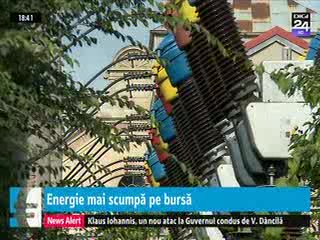 18:41
DIGI
24
HD
Energie mai scumpă pe bursă
News Alert Klaus Iohannis, un nou atac la Guvernul condus de V. Dăncilă